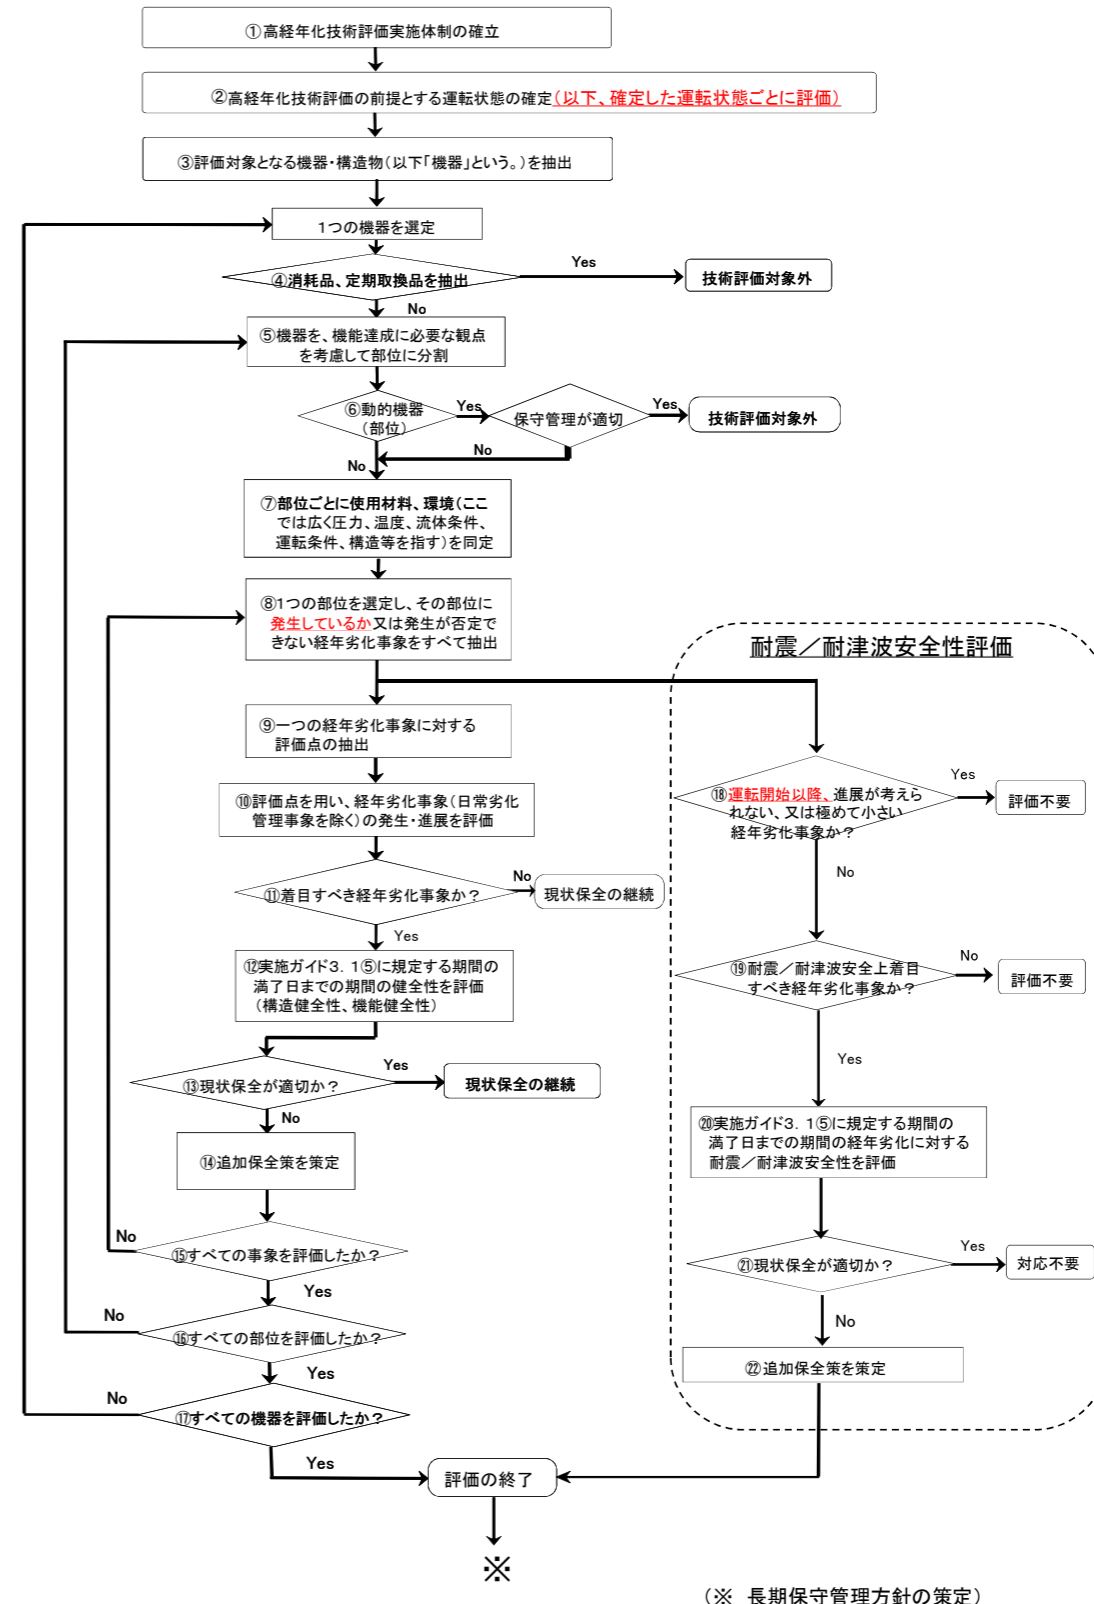 ①高経年化技術評価実施体制の確立
②高経年化技術評価の前提とする運転状態の確定(以下、確定した運転状態ごとに評価)
③評価対象となる機器・構造物(以下「機器」という。)を抽出
1つの機器を選定
④消耗品、定期取換品を抽出
Yes
技術評価対象外
No
⑤機器を、機能達成に必要な観点
を考慮して部位に分割
⑥動的機器
(部位)
Yes
保守管理が適切
Yes
技術評価対象外
No
No
⑦部位ごとに使用材料、環境(ここ
では広く圧力、温度、流体条件、
運転条件、構造等を指す)を同定
⑧1つの部位を選定し、その部位に
発生しているか又は発生が否定で
きない経年劣化事象をすべて抽出
⑨一つの経年劣化事象に対する
評価点の抽出
⑩評価点を用い、経年劣化事象(日常劣化
管理事象を除く)の発生・進展を評価
⑪着目すべき経年劣化事象か?
No
現状保全の継続
Yes
⑫実施ガイド3.1⑤に規定する期間の
満了日までの期間の健全性を評価
(構造健全性、機能健全性)
⑬現状保全が適切か?
Yes
現状保全の継続
No
⑭追加保全策を策定
No
⑮すべての事象を評価したか?
Yes
No
⑯すべての部位を評価したか?
Yes
No
⑰すべての機器を評価したか?
Yes
耐震/耐津波安全性評価
⑱運転開始以降、進展が考えら
れない、又は極めて小さい
経年劣化事象か?
Yes
評価不要
No
⑲耐震/耐津波安全上着目
すべき経年劣化事象か?
No
評価不要
Yes
⑳実施ガイド3.1⑤に規定する期間の
満了日までの期間の経年劣化に対する
耐震/耐津波安全性を評価
㉑現状保全が適切か?
Yes
対応不要
No
㉒追加保全策を策定
評価の終了
※
(※ 長期保守管理方針の策定)